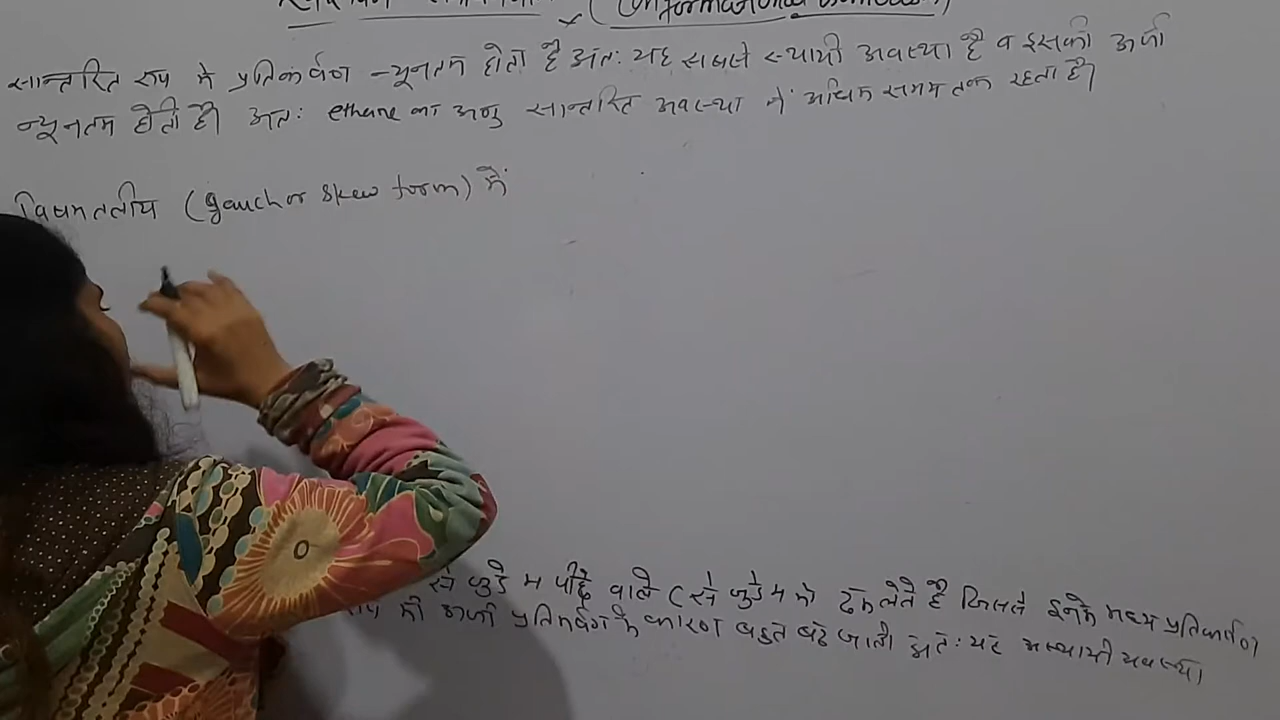 (Conformational
सान्तरित रूप मे प्रतिकर्षण न्यूनतम होता है अतः यह सबसे स्थायी अवस्था है व इसकी ऊर्जा
न्यूनतम होती है। अतः ethane का अणु सान्तरित अवस्था मे अधिक समय तक रहता है।
विषमतलीय (gauch or skew form) में
से जुडे H पीछे वाले C से जुडे H को ढक लेते है जिससे इनके मध्य प्रतिकर्षण
की ऊर्जा प्रतिकर्षण के कारण बहुत बढ जाती अतः यह अस्थायी अवस्था